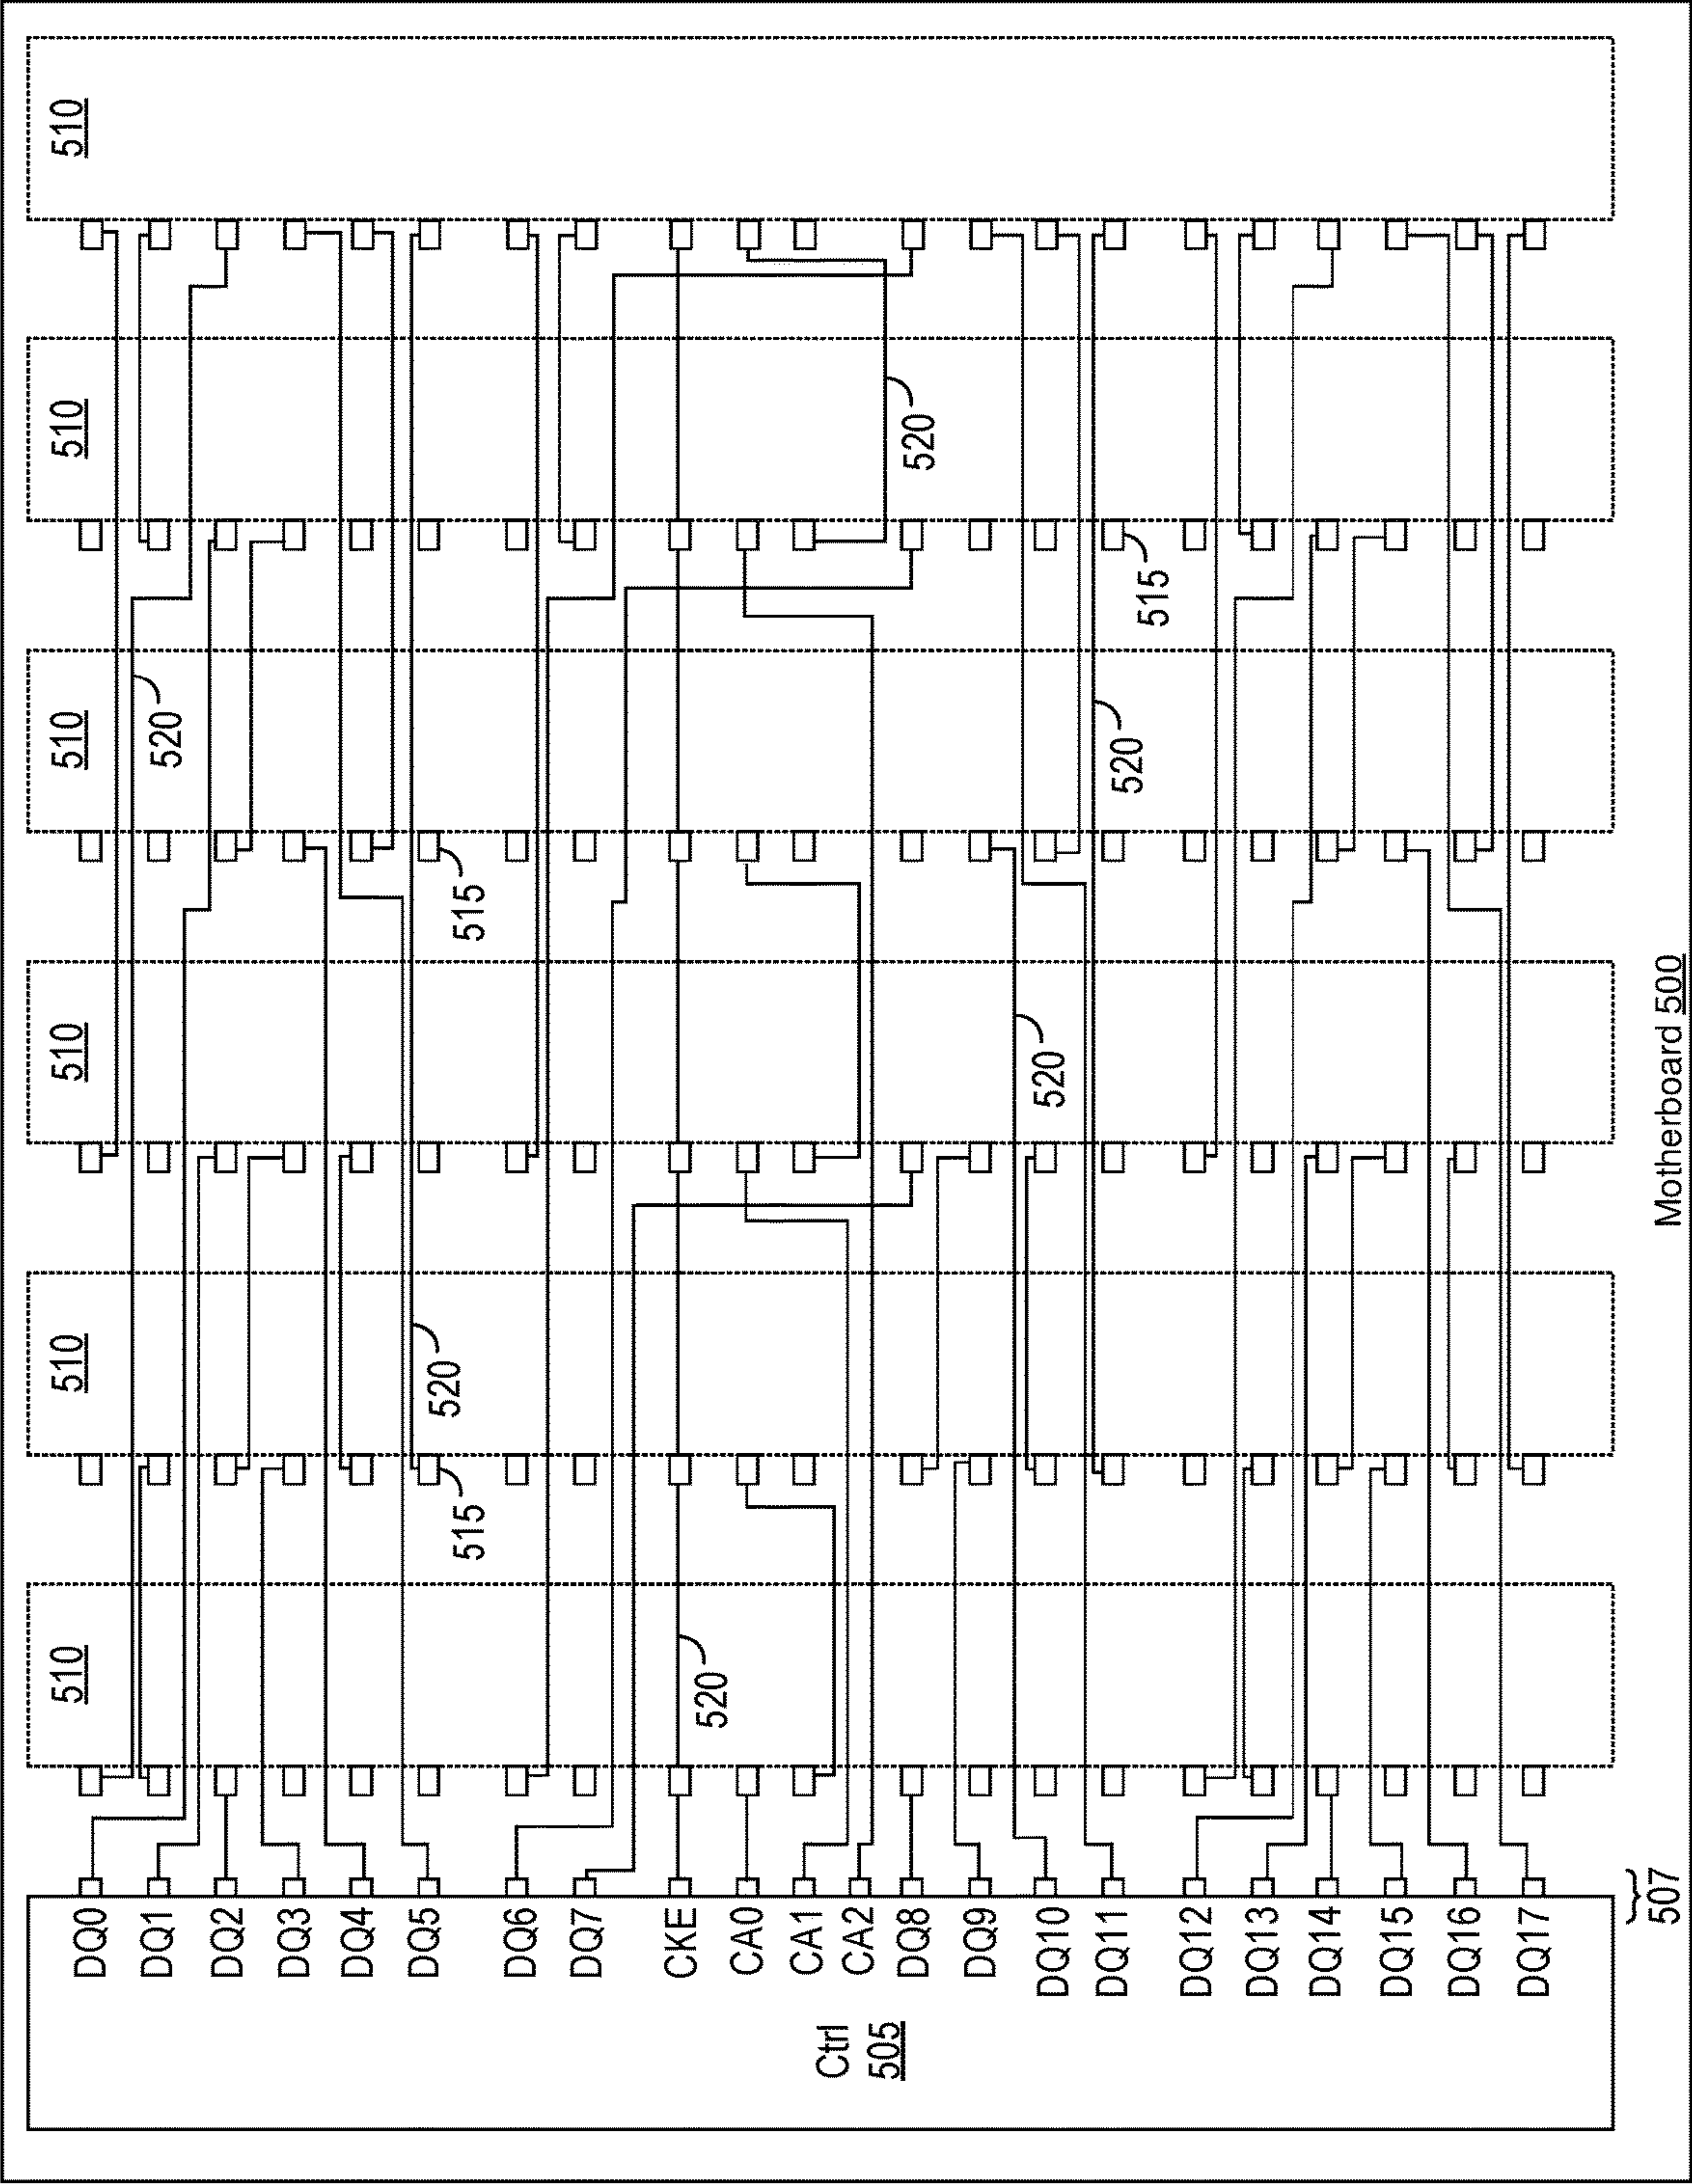 510
510
510
510
510
510
520
520
520
520
520
520
515
515
515
DQ0
DQ1
DQ2
DQ3
DQ4
DQ5
DQ6
DQ7
CKE
CA0
CA1
CA2
DQ8
DQ9
DQ10
DQ11
DQ12
DQ13
DQ14
DQ15
DQ16
DQ17
507
Ctrl
505
Motherboard 500